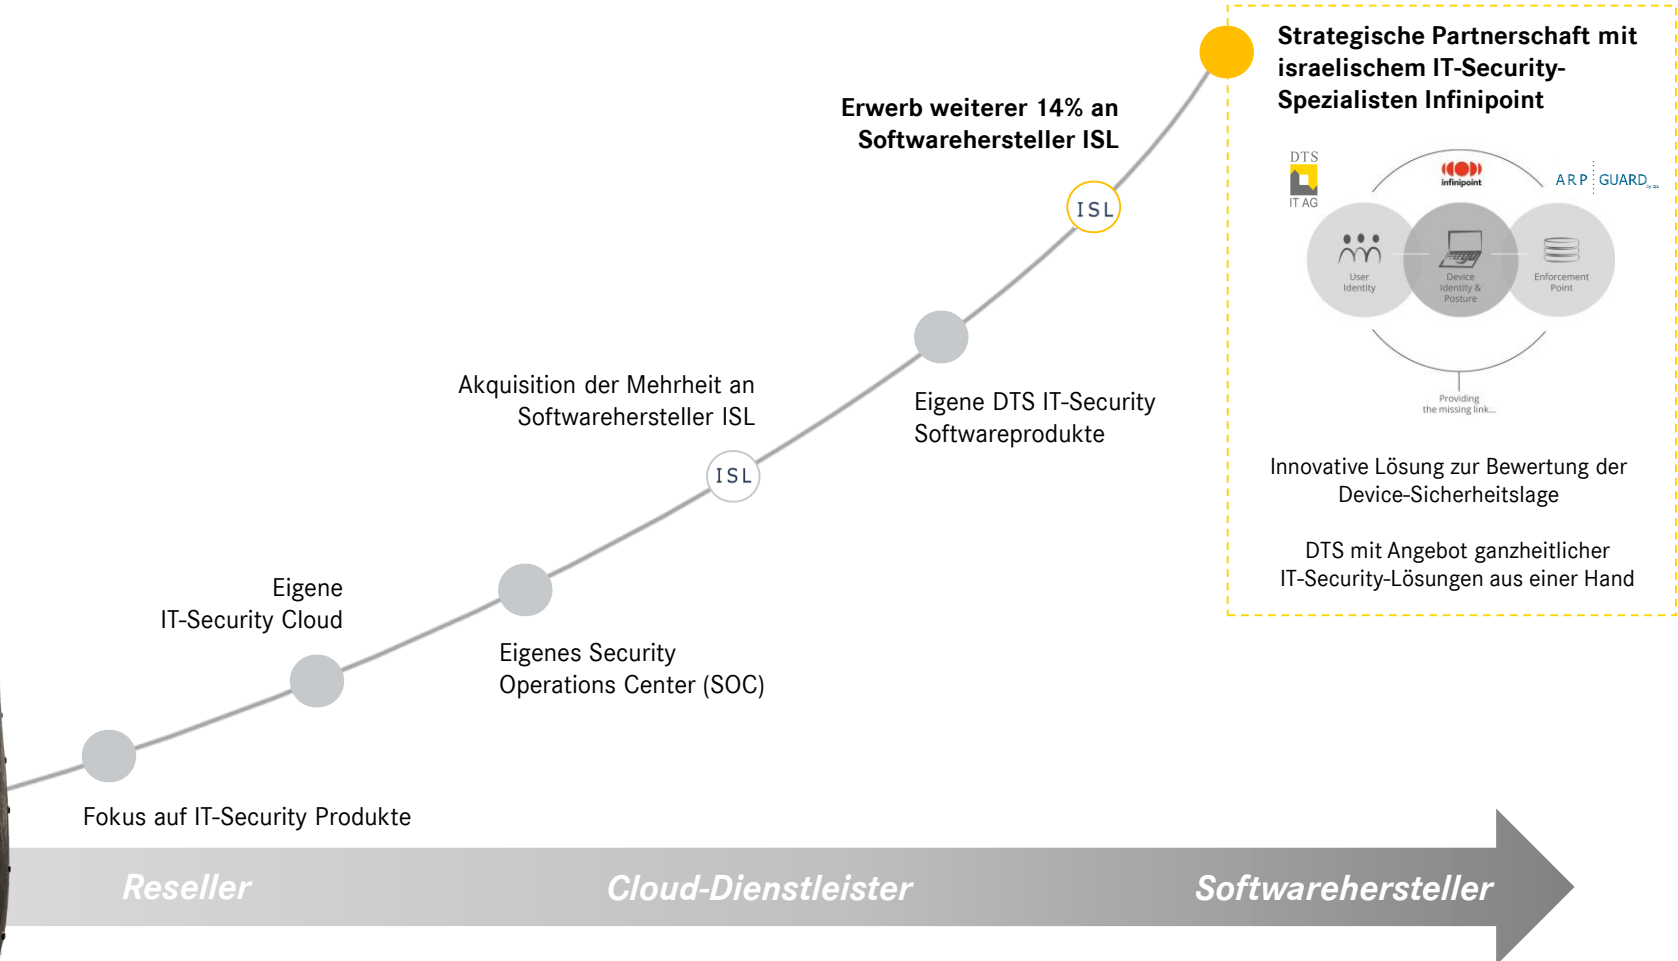 Strategische Partnerschaft mit
israelischem IT-Security-
Spezialisten Infinipoint
Erwerb weiterer 14% an
Softwarehersteller ISL
DTS
IT AG
infinipoint
ARP GUARD
ISL
User
Identity
Device
Identity &
Posture
Enforcement
Point
Providing
the missing link...
Akquisition der Mehrheit an
Softwarehersteller ISL
ISL
Eigene DTS IT-Security
Softwareprodukte
Innovative Lösung zur Bewertung der
Device-Sicherheitslage
DTS mit Angebot ganzheitlicher
IT-Security-Lösungen aus einer Hand
Eigene
IT-Security Cloud
Eigenes Security
Operations Center (SOC)
Fokus auf IT-Security Produkte
Reseller
Cloud-Dienstleister
Softwarehersteller